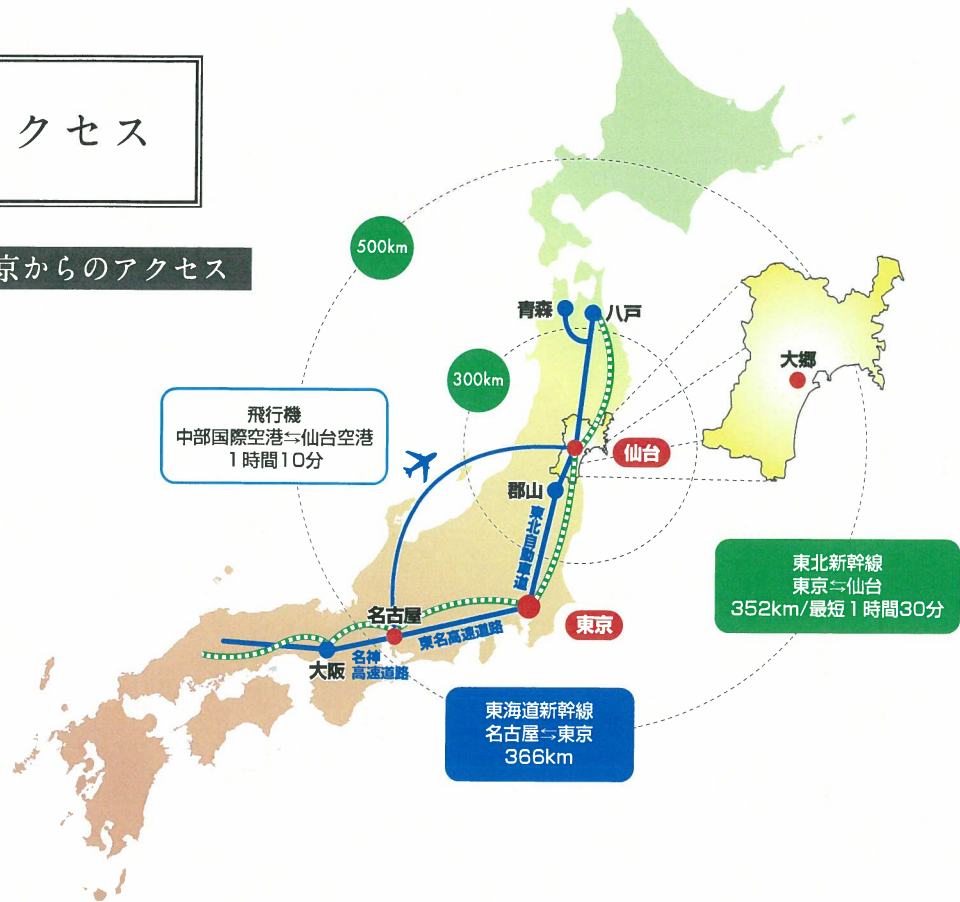 クセス
京からのアクセス
500km
青森
八戸
300km
大郷
飛行機
中部国際空港⇆仙台空港
1時間10分
仙台
郡山
東北自動車道
東北新幹線
東京⇆仙台
352km/最短1時間30分
名古屋
東京
東名高速道路
大阪
名神
高速道路
東海道新幹線
名古屋⇆東京
366km